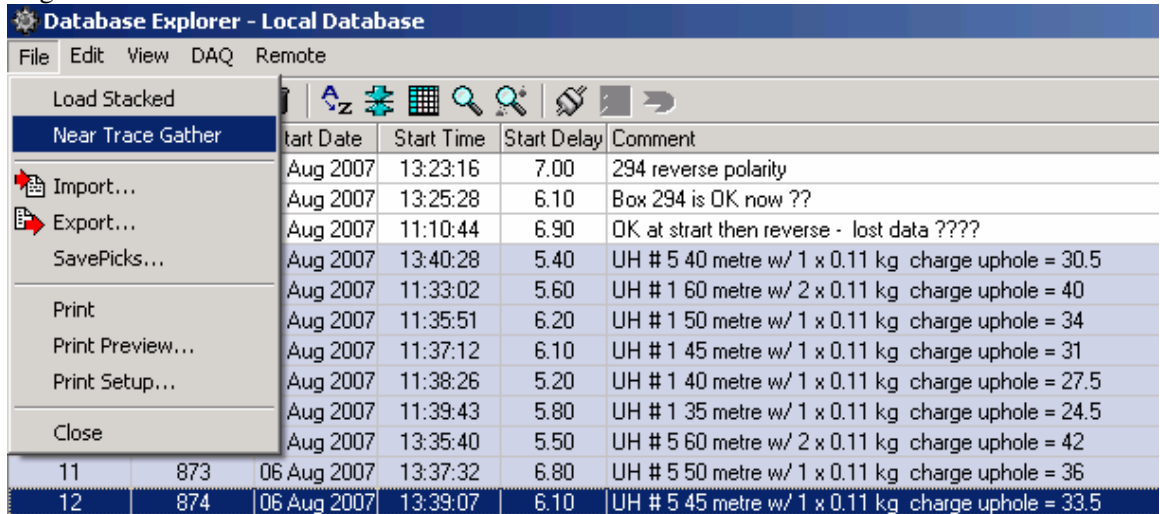 Database Explorer - Local Database
File Edit View DAQ Remote
Load Stacked
Near Trace Gather
Import...
Export...
SavePicks...
Print
Print Preview...
Print Setup...
Close
tart Date Start Time Start Delay Comment
Aug 2007 13:23:16 7.00 294 reverse polarity
Aug 2007 13:25:28 6.10 Box 294 is OK now ??
Aug 2007 11:10:44 6.90 OK at strart then reverse - lost data ????
Aug 2007 13:40:28 5.40 UH # 5 40 metre w/ 1 x 0.11 kg charge uphole = 30.5
Aug 2007 11:33:02 5.60 UH # 1 60 metre w/ 2 x 0.11 kg charge uphole = 40
Aug 2007 11:35:51 6.20 UH # 1 50 metre w/ 1 x 0.11 kg charge uphole = 34
Aug 2007 11:37:12 6.10 UH # 1 45 metre w/ 1 x 0.11 kg charge uphole = 31
Aug 2007 11:38:26 5.20 UH # 1 40 metre w/ 1 x 0.11 kg charge uphole = 27.5
Aug 2007 11:39:43 5.80 UH # 1 35 metre w/ 1 x 0.11 kg charge uphole = 24.5
Aug 2007 13:35:40 5.50 UH # 5 60 metre w/ 2 x 0.11 kg charge uphole = 42
11 873 06 Aug 2007 13:37:32 6.80 UH # 5 50 metre w/ 1 x 0.11 kg charge uphole = 36
12 874 06 Aug 2007 13:39:07 6.10 UH # 5 45 metre w/ 1 x 0.11 kg charge uphole = 33.5